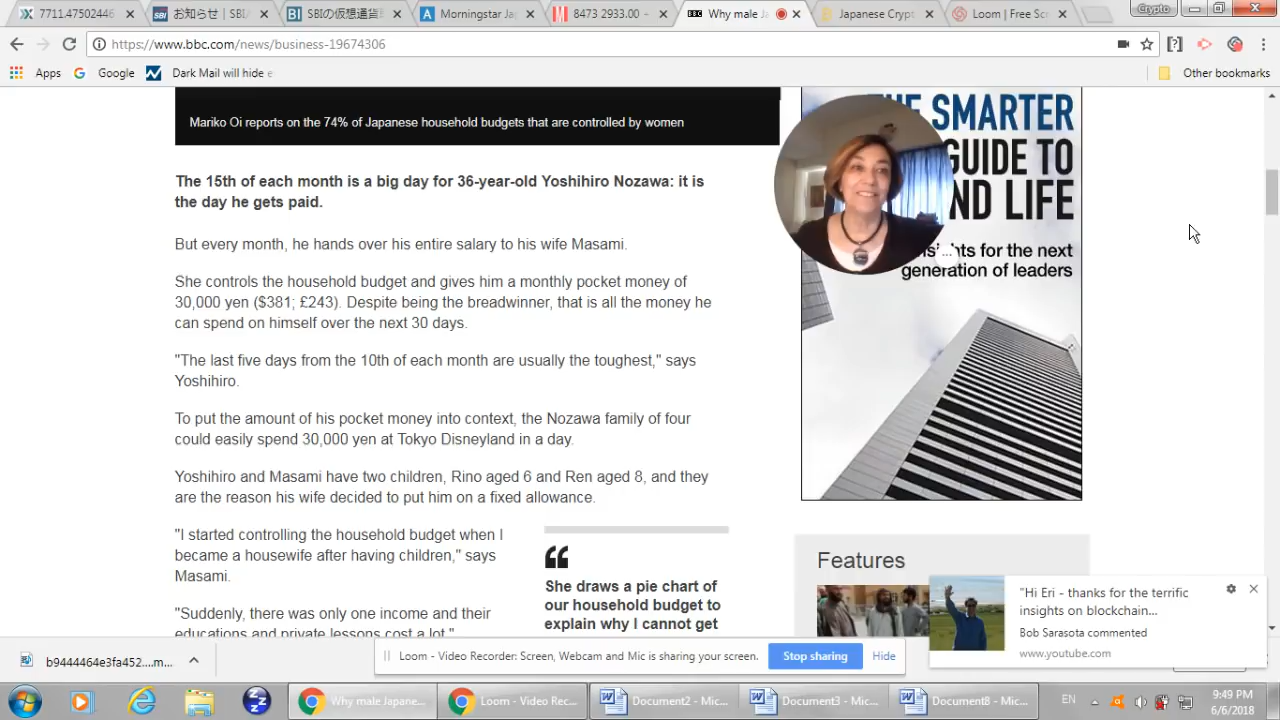 7711.47502446
お知らせ | SBI
SBIの仮想通貨
Morningstar Ja
8473 2933.00 -
Why male J
Japanese Crypt
Loom | Free Scr
Crypto
https://www.bbc.com/news/business-19674306
Apps
Google
Dark Mail will hide e
Other bookmarks
Mariko Oi reports on the 74% of Japanese household budgets that are controlled by women
The 15th of each month is a big day for 36-year-old Yoshihiro Nozawa: it is
the day he gets paid.
But every month, he hands over his entire salary to his wife Masami.
She controls the household budget and gives him a monthly pocket money of
30,000 yen ($381; £243). Despite being the breadwinner, that is all the money he
can spend on himself over the next 30 days.
"The last five days from the 10th of each month are usually the toughest," says
Yoshihiro.
To put the amount of his pocket money into context, the Nozawa family of four
could easily spend 30,000 yen at Tokyo Disneyland in a day.
Yoshihiro and Masami have two children, Rino aged 6 and Ren aged 8, and they
are the reason his wife decided to put him on a fixed allowance.
"I started controlling the household budget when I
became a housewife after having children," says
Masami.
"Suddenly, there was only one income and their
educations and private lessons cost a lot."
She draws a pie chart of
our household budget to
explain why I cannot get
SMARTER
GUIDE TO
ND LIFE
hts for the next
generation of leaders
Features
"Hi Eri - thanks for the terrific
insights on blockchain...
Bob Sarasota commented
www.youtube.com
b9444464e3fa452....m...
Loom - Video Recorder: Screen, Webcam and Mic is sharing your screen.
Stop sharing
Hide
Why male Japane...
Loom - Video Rec...
Document2 - Mic...
Document3 - Mic...
Document8 - Mic...
EN
9:49 PM
6/6/2018